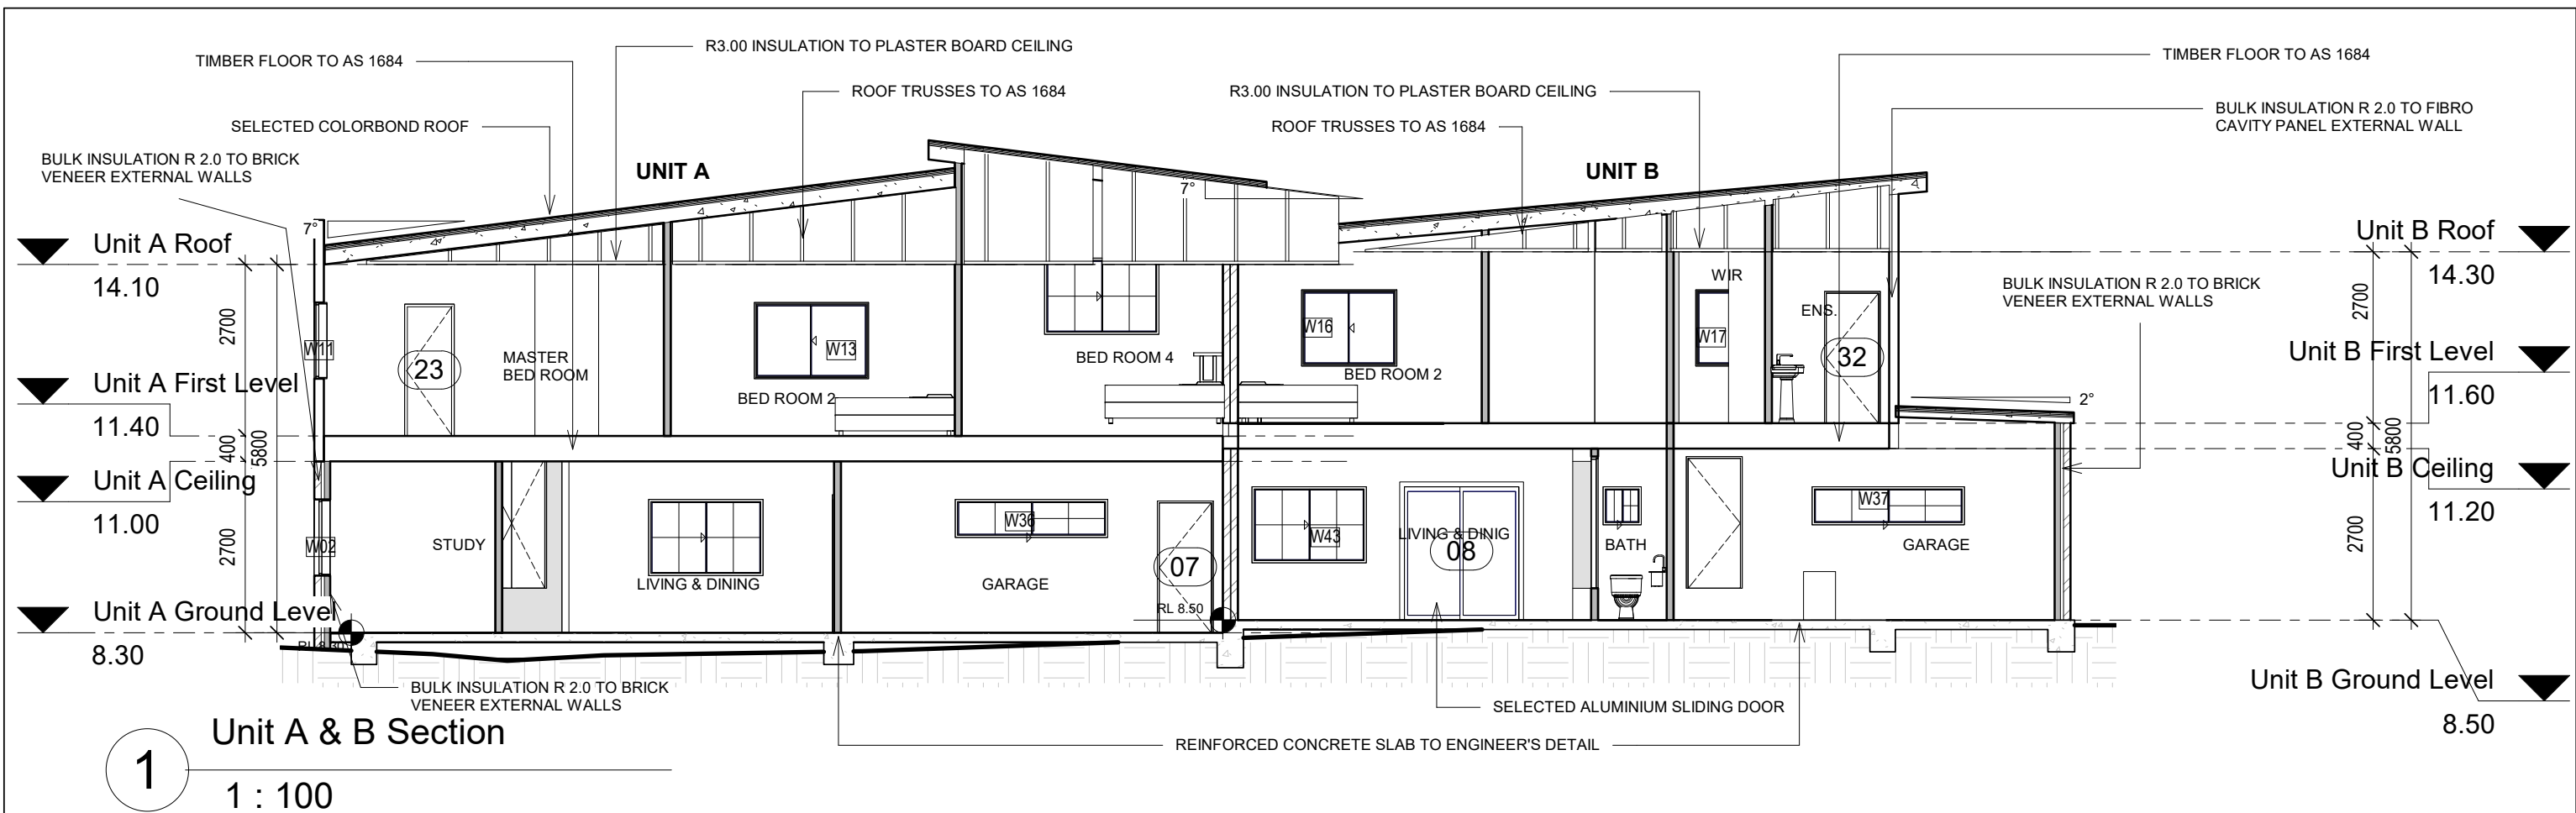 TIMBER FLOOR TO AS 1684
R3.00 INSULATION TO PLASTER BOARD CEILING
TIMBER FLOOR TO AS 1684
ROOF TRUSSES TO AS 1684
R3.00 INSULATION TO PLASTER BOARD CEILING
BULK INSULATION R 2.0 TO FIBRO
CAVITY PANEL EXTERNAL WALL
SELECTED COLORBOND ROOF
ROOF TRUSSES TO AS 1684
BULK INSULATION R 2.0 TO BRICK
VENEER EXTERNAL WALLS
UNIT A
UNIT B
7°
7°
Unit A Roof
14.10
Unit B Roof
14.30
WIR
BULK INSULATION R 2.0 TO BRICK
VENEER EXTERNAL WALLS
ENS.
2700
2700
W11
23
MASTER
BED ROOM
W13
BED ROOM 2
BED ROOM 4
W16
BED ROOM 2
W17
32
Unit A First Level
11.40
Unit B First Level
11.60
2°
400
5800
400
5800
Unit A Ceiling
11.00
Unit B Ceiling
11.20
2700
2700
W02
STUDY
LIVING & DINING
W36
GARAGE
07
RL 8.50
W43
LIVING & DINIG
08
BATH
W37
GARAGE
Unit A Ground Level
8.30
RL 8.30
Unit B Ground Level
8.50
BULK INSULATION R 2.0 TO BRICK
VENEER EXTERNAL WALLS
SELECTED ALUMINIUM SLIDING DOOR
REINFORCED CONCRETE SLAB TO ENGINEER'S DETAIL
1
Unit A & B Section
1 : 100